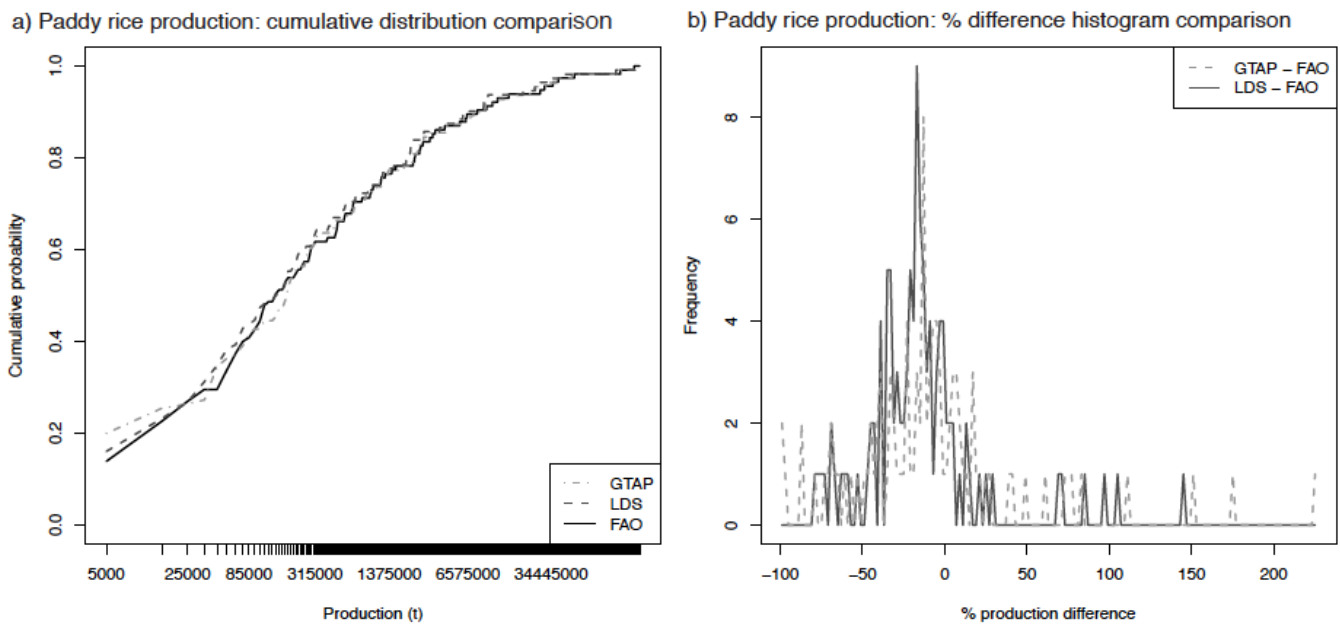 a) Paddy rice production: cumulative distribution comparison
Cumulative probability
1.0
0.8
0.6
0.4
0.2
0.0
GTAP
LDS
FAO
5000 25000 85000 315000 1375000 6575000 34445000
Production (t)
b) Paddy rice production: % difference histogram comparison
Frequency
8
6
4
2
0
GTAP – FAO
LDS – FAO
−100 −50 0 50 100 150 200
% production difference